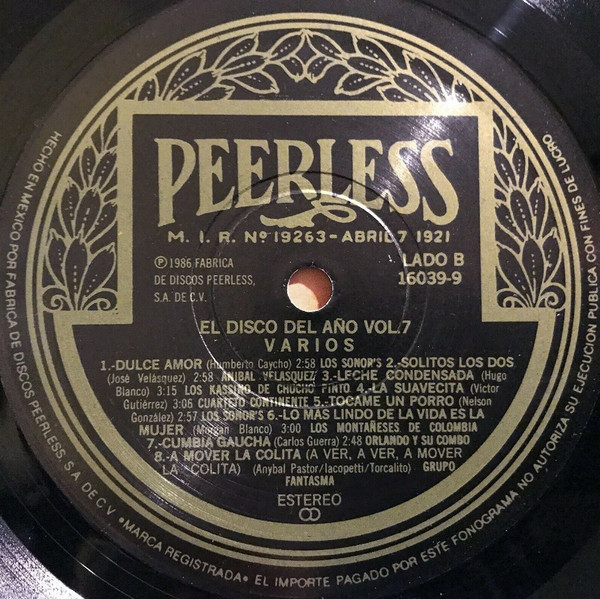 PEERLESS
M. I. R. Nº 19263 - ABRIL 7 1921
℗ 1986 FABRICA
DE DISCOS PEERLESS,
S.A. DE C.V.
LADO B
16039-9
EL DISCO DEL AÑO VOL.7
VARIOS
1.-DULCE AMOR (Humberto Caycho) 2:58 LOS SONOR'S 2.-SOLITOS LOS DOS
(José Velásquez) 2:58 ANIBAL VELASQUEZ 3.-LECHE CONDENSADA (Hugo
Blanco) 3:15 LOS KASSINO DE CHUCHO PINTO 4.-LA SUAVECITA (Victor
Gutiérrez) 3:06 CUARTEJO CONTINENTE 5.-TOCAME UN PORRO (Nelson
González) 2:57 LOS SONOR'S 6.-LO MAS LINDO DE LA VIDA ES LA
MUJER (Morgan Blanco) 3:00 LOS MONTAÑESES DE COLOMBIA
7.-CUMBIA GAUCHA (Carlos Guerra) 2:48 ORLANDO Y SU COMBO
8.-A MOVER LA COLITA (A VER, A VER, A MOVER
LA COLITA) (Anybal Pastor/Iacopetti/Torcalito) GRUPO
FANTASMA
ESTEREO
HECHO EN MEXICO POR FABRICA DE DISCOS PEERLESS S.A. DE C.V. •MARCA REGISTRADA• EL IMPORTE PAGADO POR ESTE FONOGRAMA NO AUTORIZA SU EJECUCION PUBLICA CON FINES DE LUCRO.